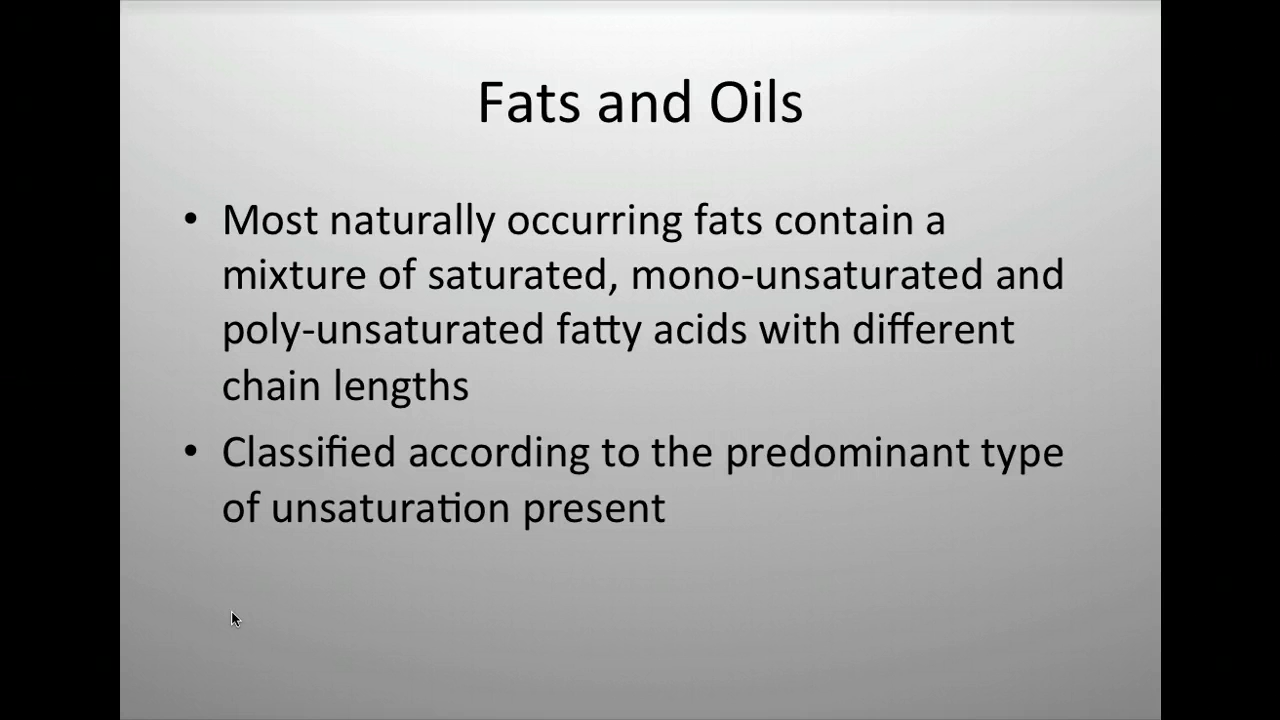 Fats and Oils
• Most naturally occurring fats contain a
mixture of saturated, mono-unsaturated and
poly-unsaturated fatty acids with different
chain lengths
• Classified according to the predominant type
of unsaturation present